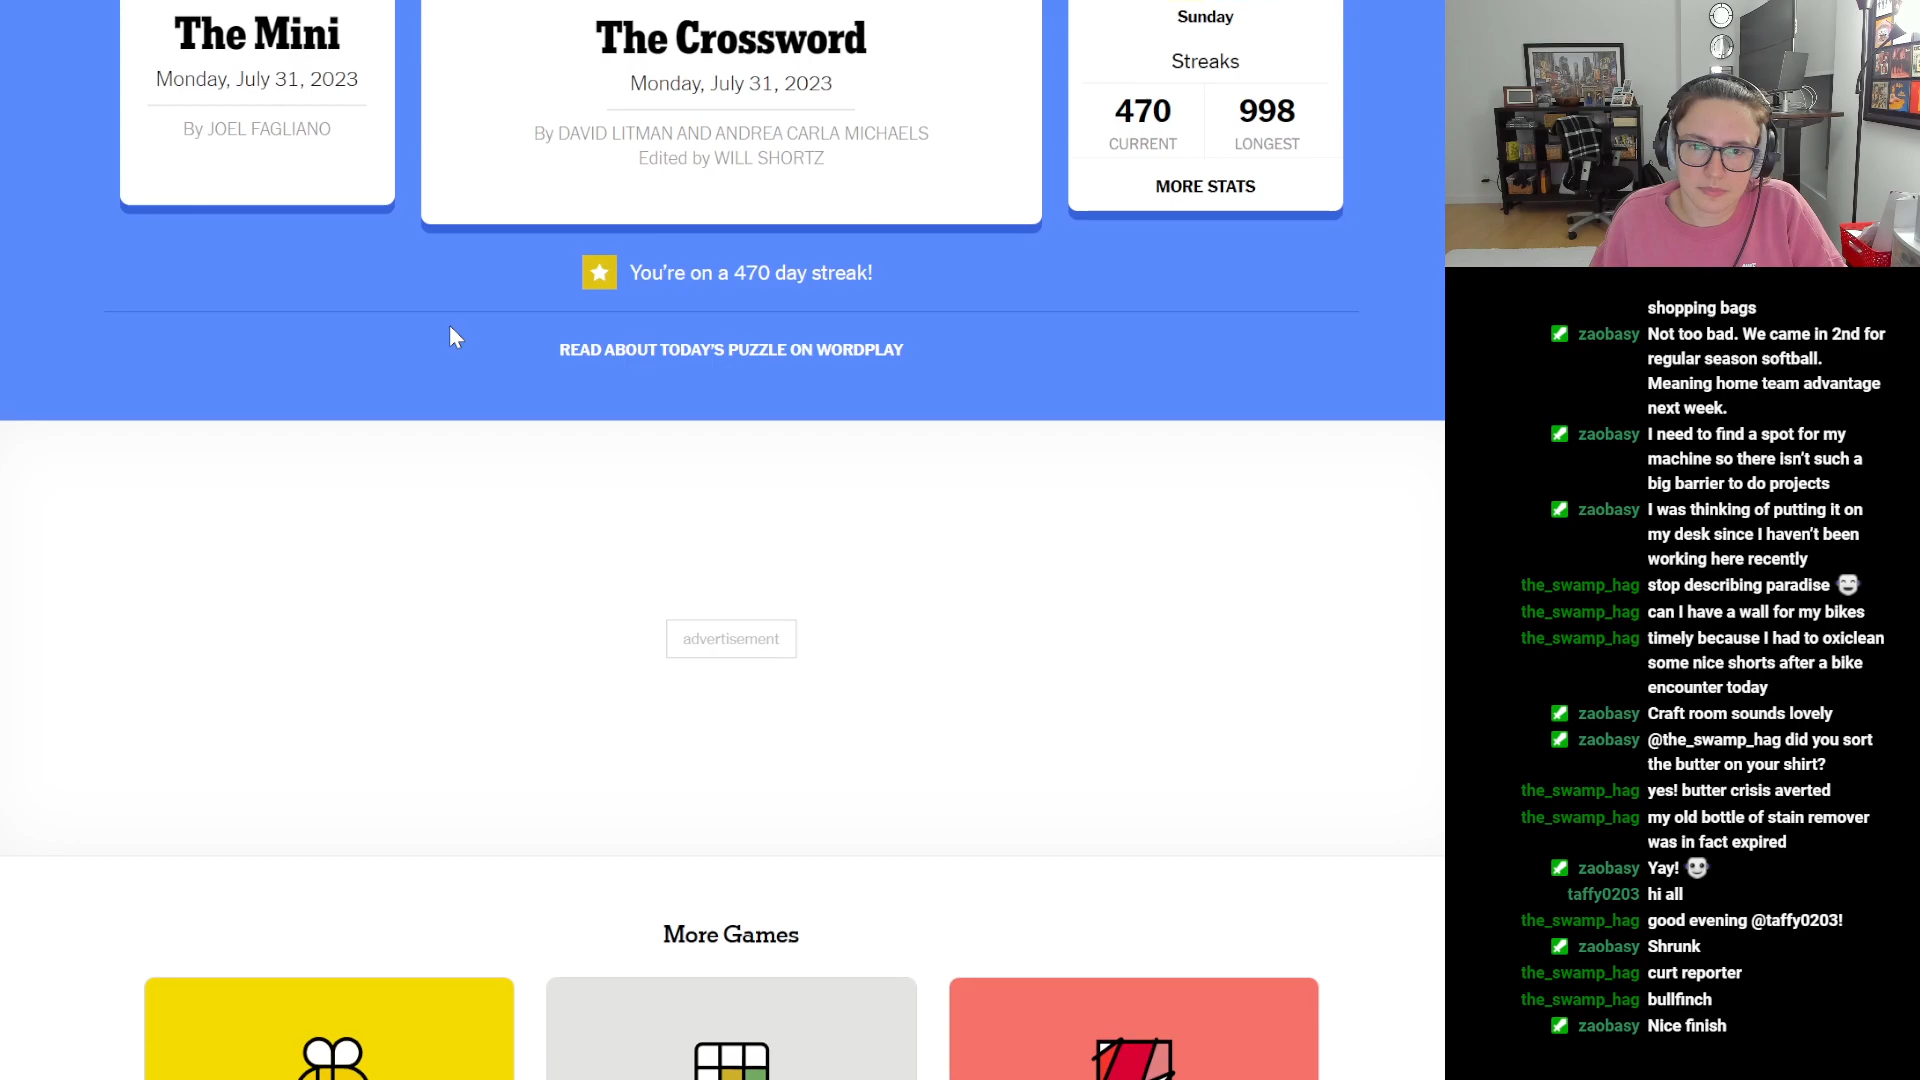 The Mini
Monday, July 31, 2023
By JOEL FAGLIANO
The Crossword
Monday, July 31, 2023
By DAVID LITMAN AND ANDREA CARLA MICHAELS
Edited by WILL SHORTZ
Sunday
Streaks
470
998
CURRENT
LONGEST
MORE STATS
You're on a 470 day streak!
READ ABOUT TODAY'S PUZZLE ON WORDPLAY
advertisement
More Games
shopping bags
zaobasy Not too bad. We came in 2nd for
regular season softball.
Meaning home team advantage
next week.
zaobasy I need to find a spot for my
machine so there isn't such a
big barrier to do projects
zaobasy I was thinking of putting it on
my desk since I haven't been
working here recently
the_swamp_hag stop describing paradise
the_swamp_hag can I have a wall for my bikes
the_swamp_hag timely because I had to oxiclean
some nice shorts after a bike
encounter today
zaobasy Craft room sounds lovely
zaobasy @the_swamp_hag did you sort
the butter on your shirt?
the_swamp_hag yes! butter crisis averted
the_swamp_hag my old bottle of stain remover
was in fact expired
zaobasy Yay!
taffy0203 hi all
the_swamp_hag good evening @taffy0203!
zaobasy Shrunk
the_swamp_hag curt reporter
the_swamp_hag bullfinch
zaobasy Nice finish